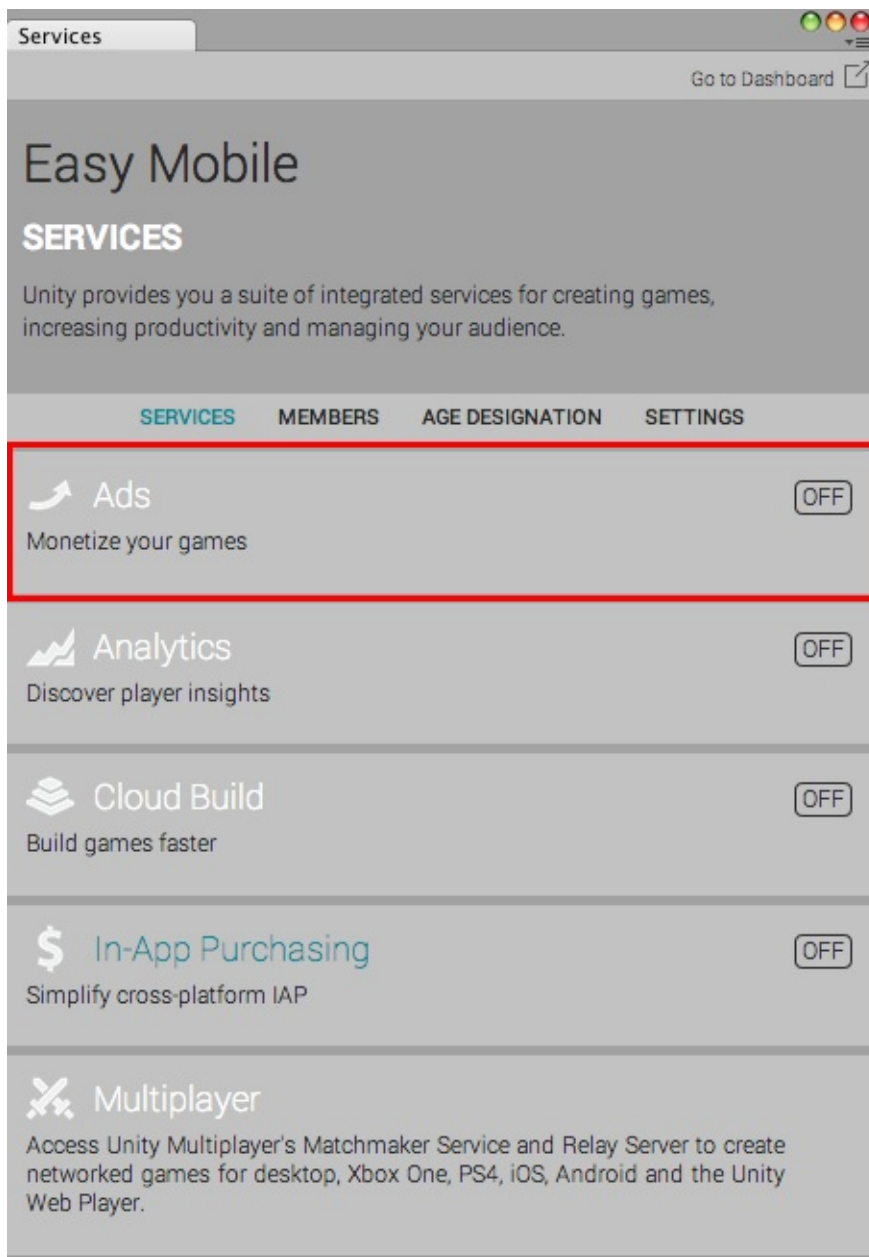 Services
Go to Dashboard
Easy Mobile
SERVICES
Unity provides you a suite of integrated services for creating games,
increasing productivity and managing your audience.
SERVICES MEMBERS AGE DESIGNATION SETTINGS
Ads OFF
Monetize your games
Analytics OFF
Discover player insights
Cloud Build OFF
Build games faster
In-App Purchasing OFF
Simplify cross-platform IAP
Multiplayer
Access Unity Multiplayer's Matchmaker Service and Relay Server to create
networked games for desktop, Xbox One, PS4, iOS, Android and the Unity
Web Player.